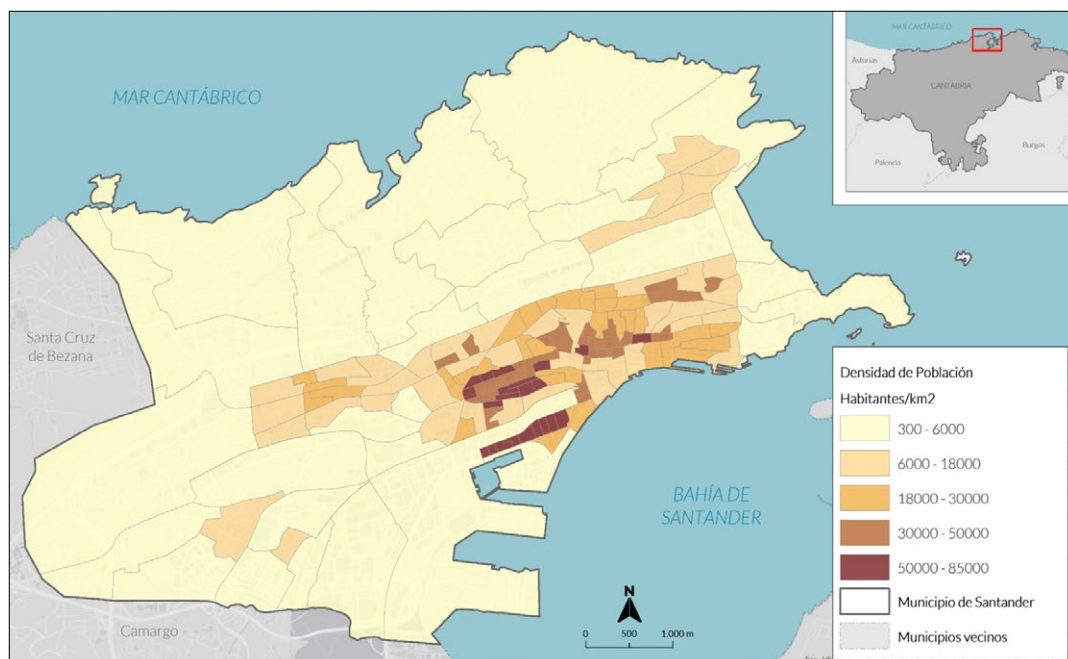 MAR CANTÁBRICO
MAR CANTÁBRICO
Asturias
CANTABRIA
Burgos
Palencia
Santa Cruz
de Bezana
BAHÍA DE
SANTANDER
Camargo
N
0 500 1.000 m
Densidad de Población
Habitantes/km2
300 - 6000
6000 - 18000
18000 - 30000
30000 - 50000
50000 - 85000
Municipio de Santander
Municipios vecinos